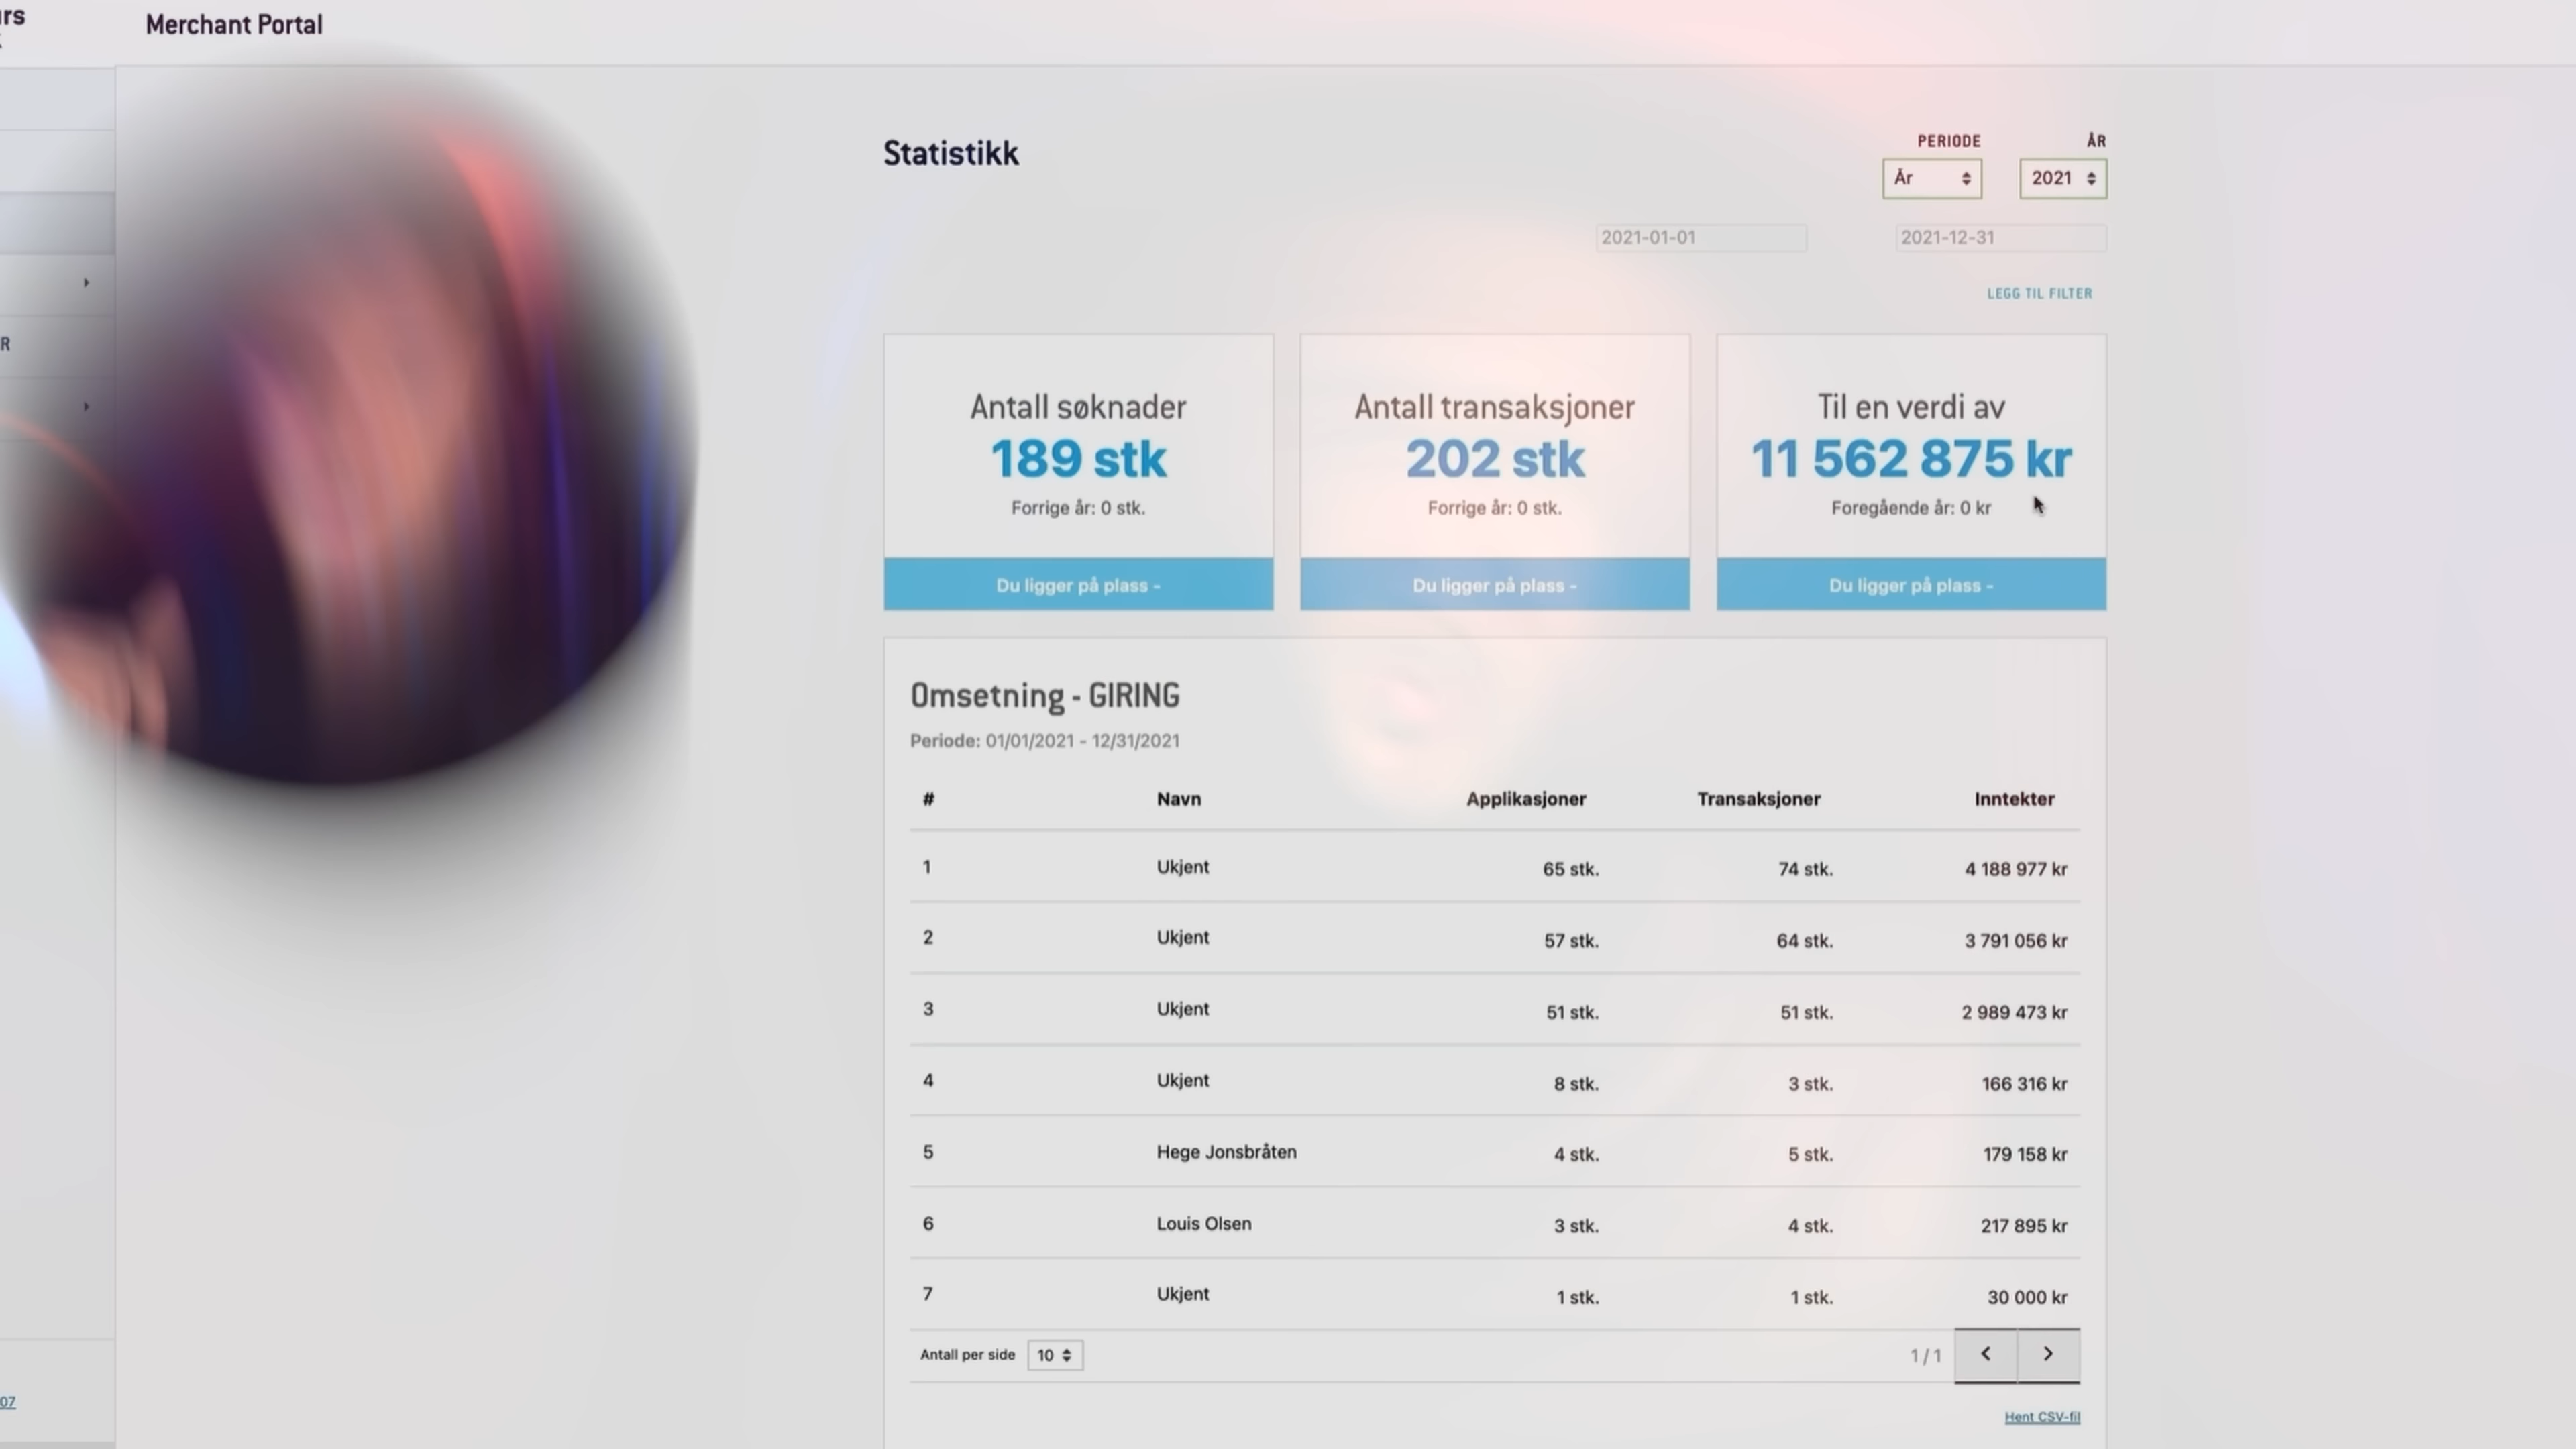 Merchant Portal
Statistikk
PERIODE
ÅR
År
2021
2021-01-01
2021-12-31
LEGG TIL FILTER
Antall søknader
189 stk
Forrige år: 0 stk.
Du ligger på plass -
Antall transaksjoner
202 stk
Forrige år: 0 stk.
Du ligger på plass -
Til en verdi av
11 562 875 kr
Foregående år: 0 kr
Du ligger på plass -
Omsetning - GIRING
Periode: 01/01/2021 - 12/31/2021
# Navn Applikasjoner Transaksjoner Inntekter
1 Ukjent 65 stk. 74 stk. 4 188 977 kr
2 Ukjent 57 stk. 64 stk. 3 791 056 kr
3 Ukjent 51 stk. 51 stk. 2 989 473 kr
4 Ukjent 8 stk. 3 stk. 166 316 kr
5 Hege Jonsbråten 4 stk. 5 stk. 179 158 kr
6 Louis Olsen 3 stk. 4 stk. 217 895 kr
7 Ukjent 1 stk. 1 stk. 30 000 kr
Antall per side 10
1 / 1
Hent CSV-fil
07